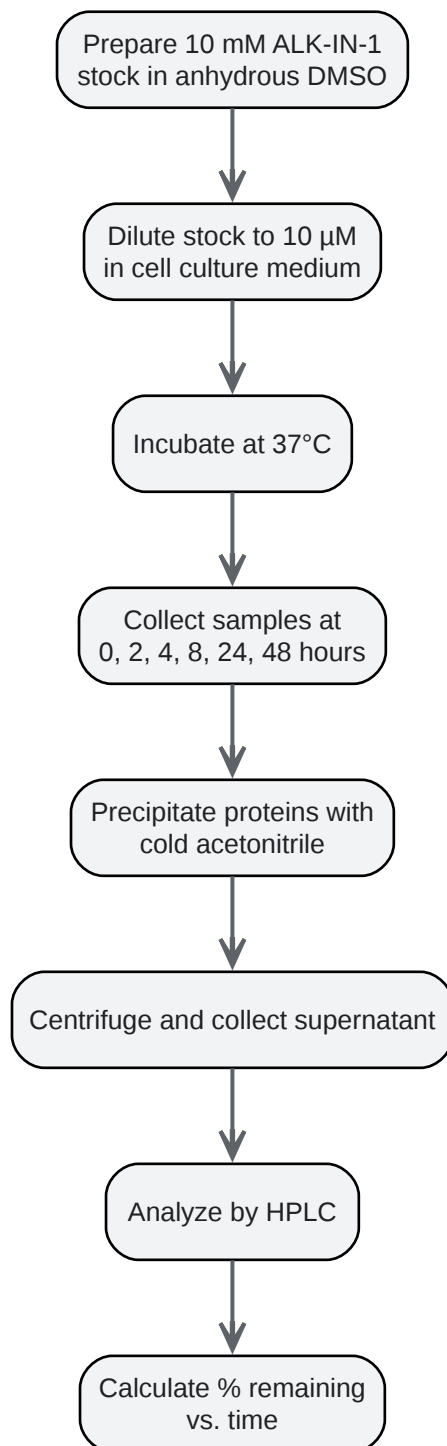 Prepare 10 mM ALK-IN-1
stock in anhydrous DMSO
Dilute stock to 10 µM
in cell culture medium
Incubate at 37°C
Collect samples at
0, 2, 4, 8, 24, 48 hours
Precipitate proteins with
cold acetonitrile
Centrifuge and collect supernatant
Analyze by HPLC
Calculate % remaining
vs. time